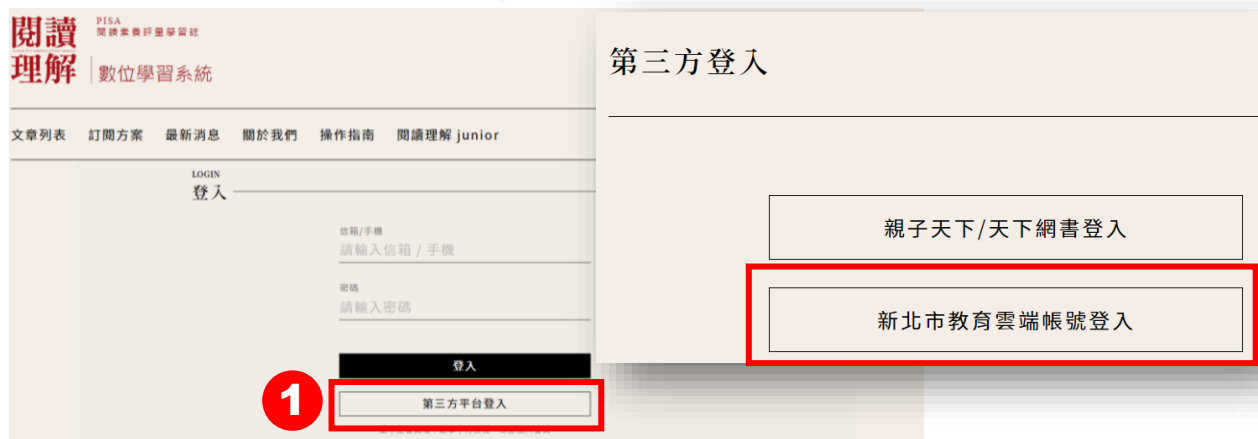 閱讀
理解
PISA
閱讀素養評量學習誌
數位學習系統
文章列表 訂閱方案 最新消息 關於我們 操作指南 閱讀理解 junior
LOGIN
登入
信箱/手機
請輸入信箱 / 手機
密碼
請輸入密碼
登入
1
第三方平台登入
第三方登入
親子天下/天下網書登入
新北市教育雲端帳號登入